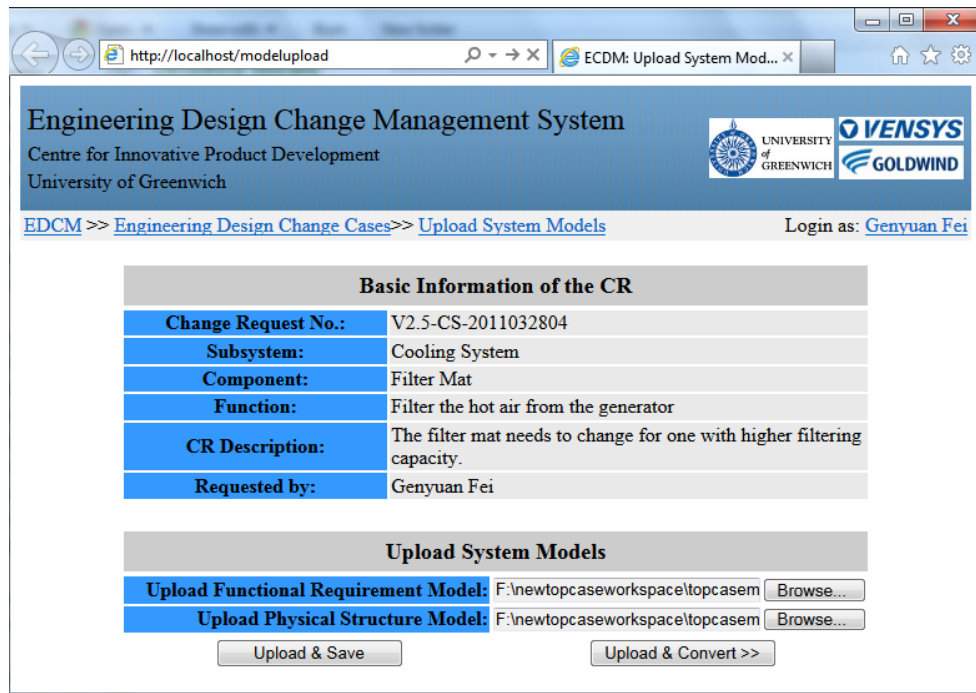 http://localhost/modelupload
ECDM: Upload System Mod...
Engineering Design Change Management System
Centre for Innovative Product Development
University of Greenwich
UNIVERSITY
of
GREENWICH
VENSYS
GOLDWIND
EDCM >> Engineering Design Change Cases>> Upload System Models
Login as: Genyuan Fei
Basic Information of the CR
Change Request No.: V2.5-CS-2011032804
Subsystem: Cooling System
Component: Filter Mat
Function: Filter the hot air from the generator
CR Description: The filter mat needs to change for one with higher filtering
capacity.
Requested by: Genyuan Fei
Upload System Models
Upload Functional Requirement Model: F:\newtopcaseworkspace\topcasem Browse...
Upload Physical Structure Model: F:\newtopcaseworkspace\topcasem Browse...
Upload & Save
Upload & Convert >>